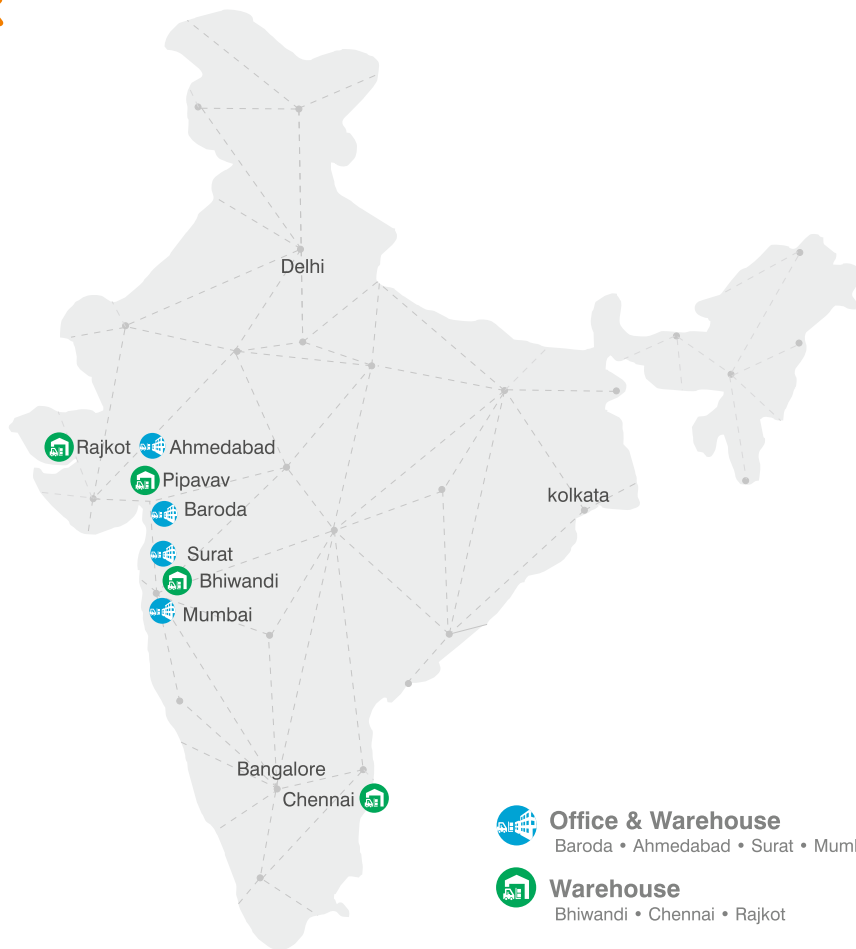 Delhi
Rajkot
Ahmedabad
Pipavav
Baroda
kolkata
Surat
Bhiwandi
Mumbai
Bangalore
Chennai
Office & Warehouse
Baroda • Ahmedabad • Surat •
Warehouse
Bhiwandi • Chennai • Rajkot